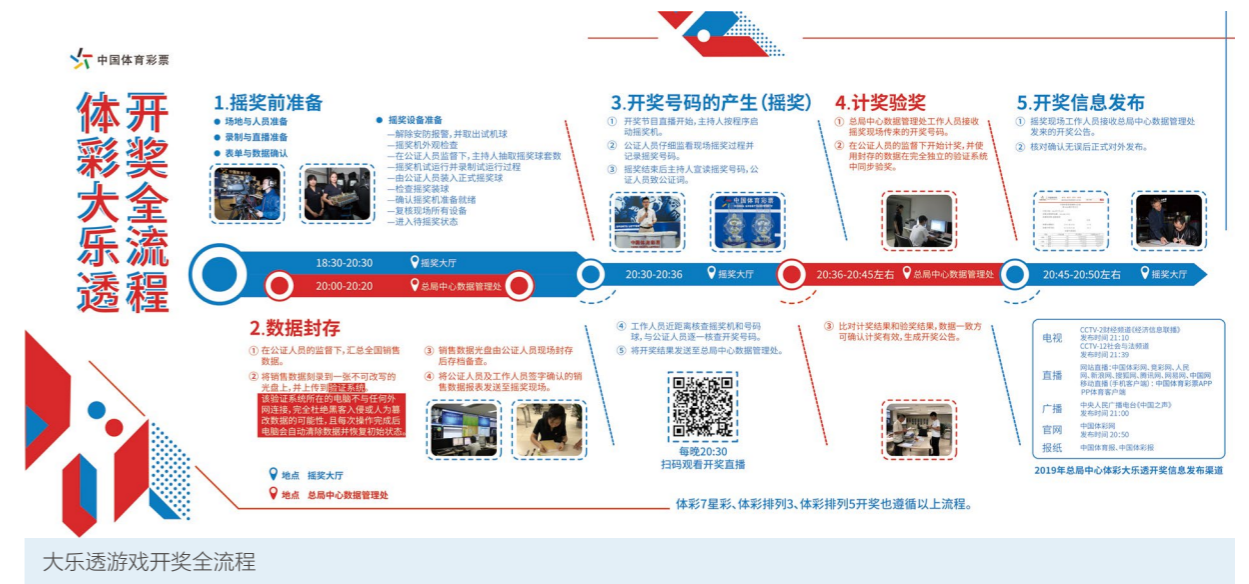 中国体育彩票
体彩大乐透
开奖全流程
1.摇奖前准备
● 场地与人员准备
● 录制与直播准备
● 表单与数据确认
● 摇奖设备准备
—解除安防报警,并取出试机球
—摇奖机外观检查
—在公证人员监督下,主持人抽取摇奖球套数
—摇奖机试运行并录制试运行过程
—由公证人员装入正式摇奖球
—检查摇奖装球
—确认摇奖机准备就绪
—复核现场所有设备
—进入待摇奖状态
3.开奖号码的产生(摇奖)
① 开奖节目直播开始,主持人按程序启
动摇奖机。
② 公证人员仔细监看现场摇奖过程并
记录摇奖号码。
③ 摇奖结束后主持人宣读摇奖号码,公
证人员致公证词。
中国体育彩票
4.计奖验奖
① 总局中心数据管理处工作人员接收
摇奖现场传来的开奖号码。
② 在公证人员的监督下开始计奖,并使
用封存的数据在完全独立的验证系统
中同步验奖。
5.开奖信息发布
① 摇奖现场工作人员接收总局中心数据管理处
发来的开奖公告。
② 核对确认无误后正式对外发布。
18:30-20:30 摇奖大厅
20:00-20:20 总局中心数据管理处
20:30-20:36 摇奖大厅
20:36-20:45左右 总局中心数据管理处
20:45-20:50左右 摇奖大厅
2.数据封存
① 在公证人员的监督下,汇总全国销售
数据。
② 将销售数据刻录到一张不可改写的
光盘上,并上传到验证系统。
该验证系统所在的电脑不与任何外
网连接,完全杜绝黑客入侵或人为篡
改数据的可能性,且每次操作完成后
电脑会自动清除数据并恢复初始状态。
③ 销售数据光盘由公证人员现场封存
后存档备查。
④ 将公证人员及工作人员签字确认的销
售数据报表发送至摇奖现场。
地点 摇奖大厅
地点 总局中心数据管理处
④ 工作人员近距离核查摇奖机和号码
球,与公证人员逐一核查开奖号码。
⑤ 将开奖结果发送至总局中心数据管理处。
每晚20:30
扫码观看开奖直播
③ 比对计奖结果和验奖结果,数据一致方
可确认计奖有效,生成开奖公告。
电视
CCTV-2财经频道《经济信息联播》
发布时间 21:10
CCTV-12社会与法频道
发布时间 21:39
直播
网站直播:中国体彩网、竞彩网、人民
网、新浪网、搜狐网、腾讯网、网易网、中国网
移动直播(手机客户端):中国体育彩票APP
PP体育客户端
广播
中央人民广播电台《中国之声》
发布时间 21:00
官网
中国体彩网
发布时间 20:50
报纸
中国体育报、中国体彩报
2019年总局中心体彩大乐透开奖信息发布渠道
体彩7星彩、体彩排列3、体彩排列5开奖也遵循以上流程。
大乐透游戏开奖全流程